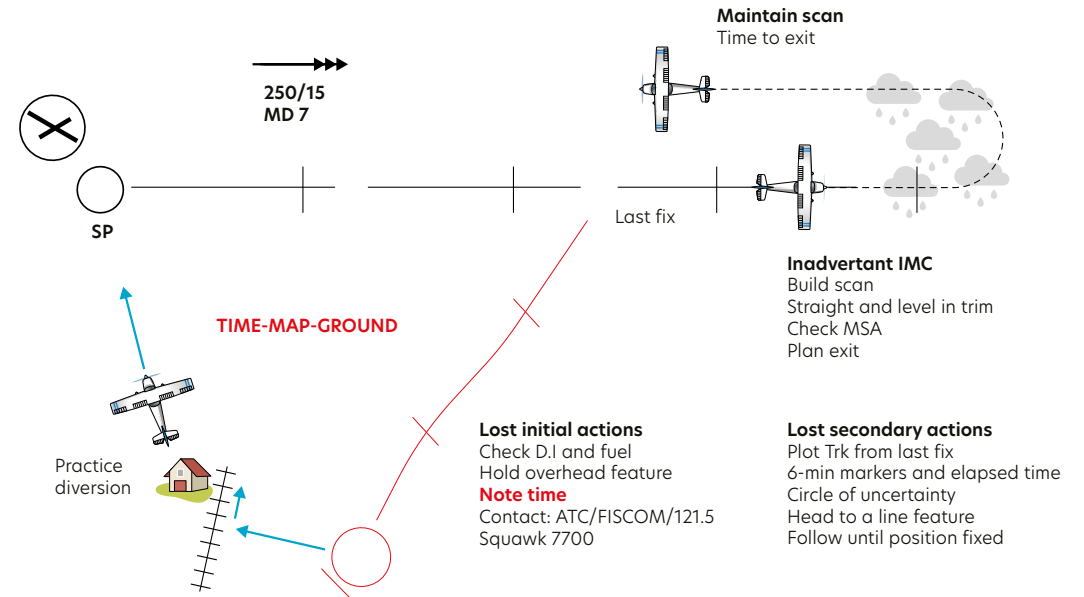 Maintain scan
Time to exit
250/15
MD 7
SP
Last fix
Inadvertant IMC
Build scan
Straight and level in trim
Check MSA
Plan exit
TIME-MAP-GROUND
Practice
diversion
Lost initial actions
Check D.I and fuel
Hold overhead feature
Note time
Contact: ATC/FISCOM/121.5
Squawk 7700
Lost secondary actions
Plot Trk from last fix
6-min markers and elapsed time
Circle of uncertainty
Head to a line feature
Follow until position fixed